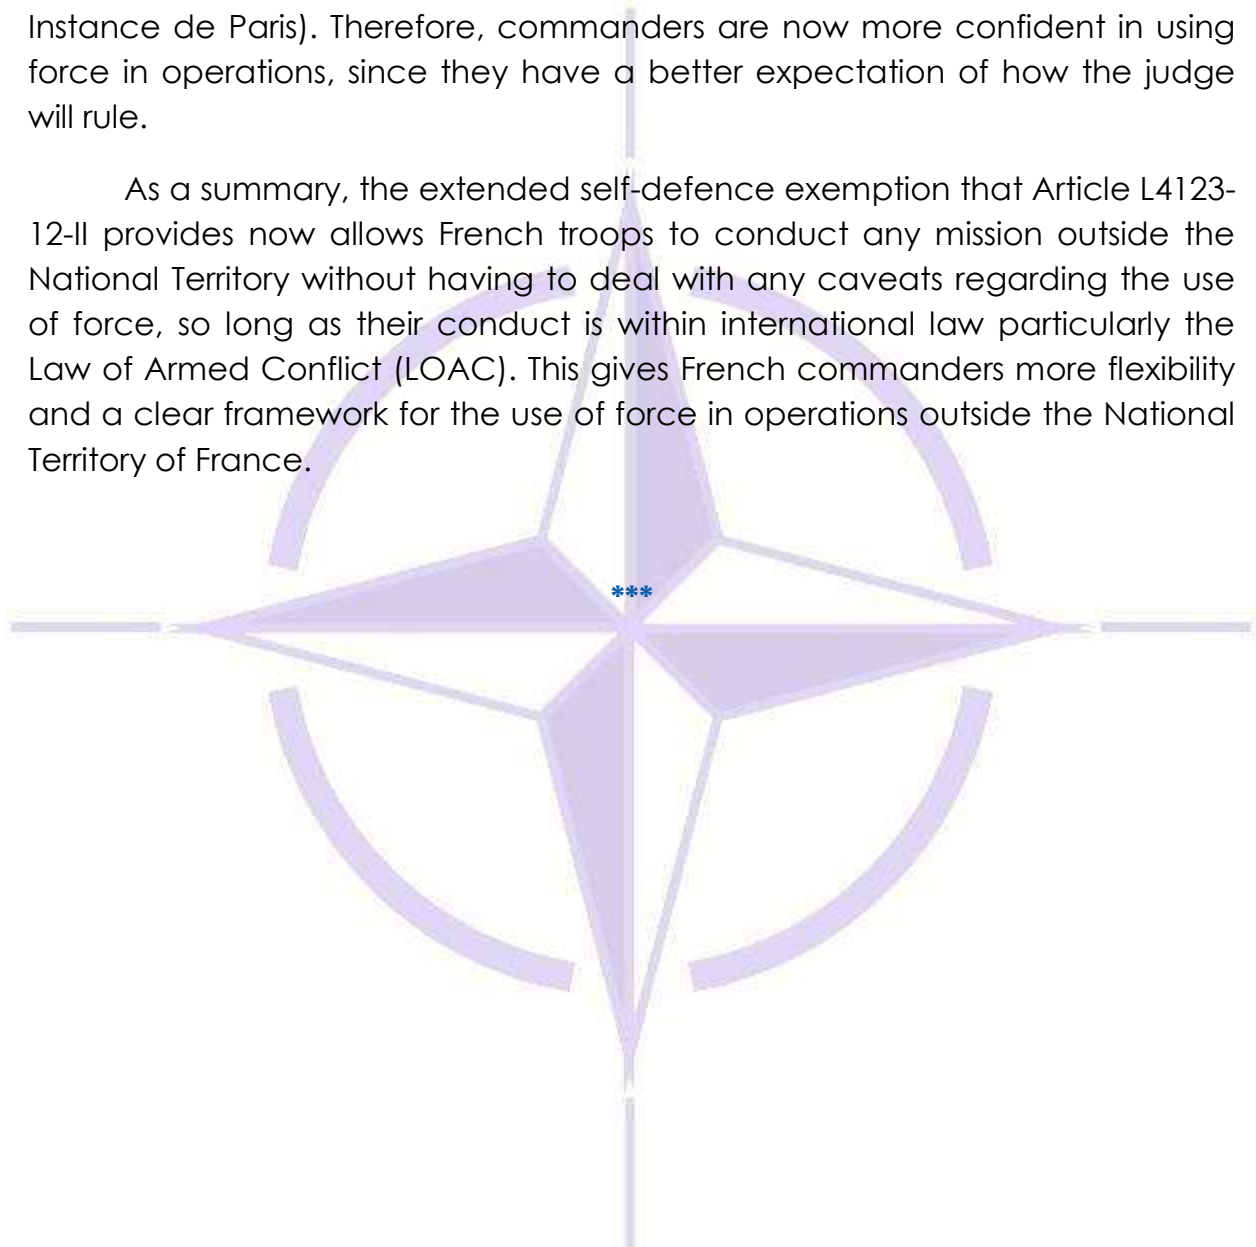 Instance de Paris). Therefore, commanders are now more confident in using
force in operations, since they have a better expectation of how the judge
will rule.
As a summary, the extended self-defence exemption that Article L4123-
12-II provides now allows French troops to conduct any mission outside the
National Territory without having to deal with any caveats regarding the use
of force, so long as their conduct is within international law particularly the
Law of Armed Conflict (LOAC). This gives French commanders more flexibility
and a clear framework for the use of force in operations outside the National
Territory of France.
***